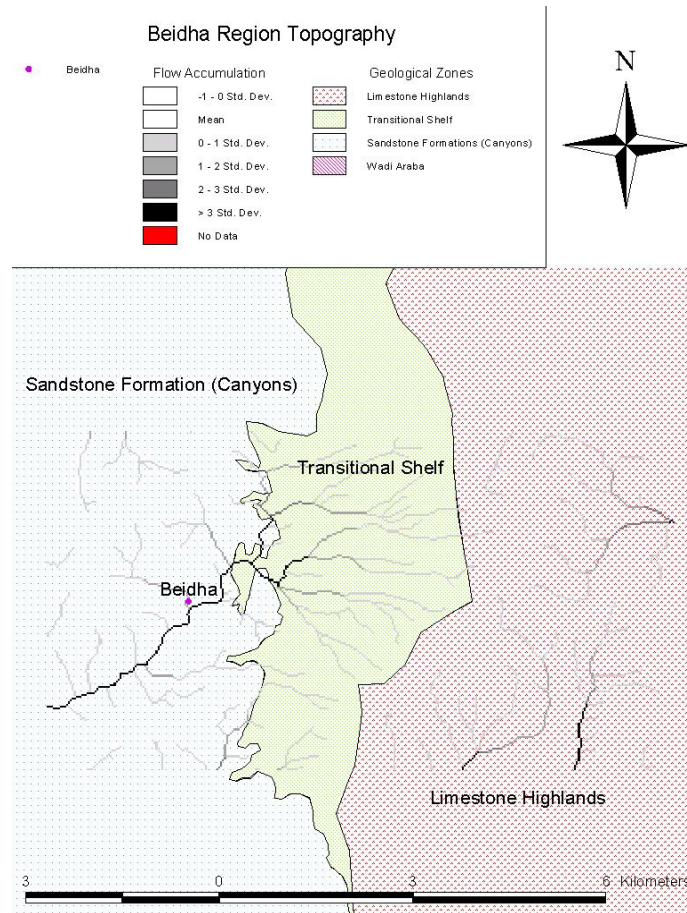 Beidha Region Topography
Beidha
Flow Accumulation
-1 - 0 Std. Dev.
Mean
0 - 1 Std. Dev.
1 - 2 Std. Dev.
2 - 3 Std. Dev.
> 3 Std. Dev.
No Data
Geological Zones
Limestone Highlands
Transitional Shelf
Sandstone Formations (Canyons)
Wadi Araba
N
Sandstone Formation (Canyons)
Transitional Shelf
Beidha
Limestone Highlands
3 0 3 6 Kilometers